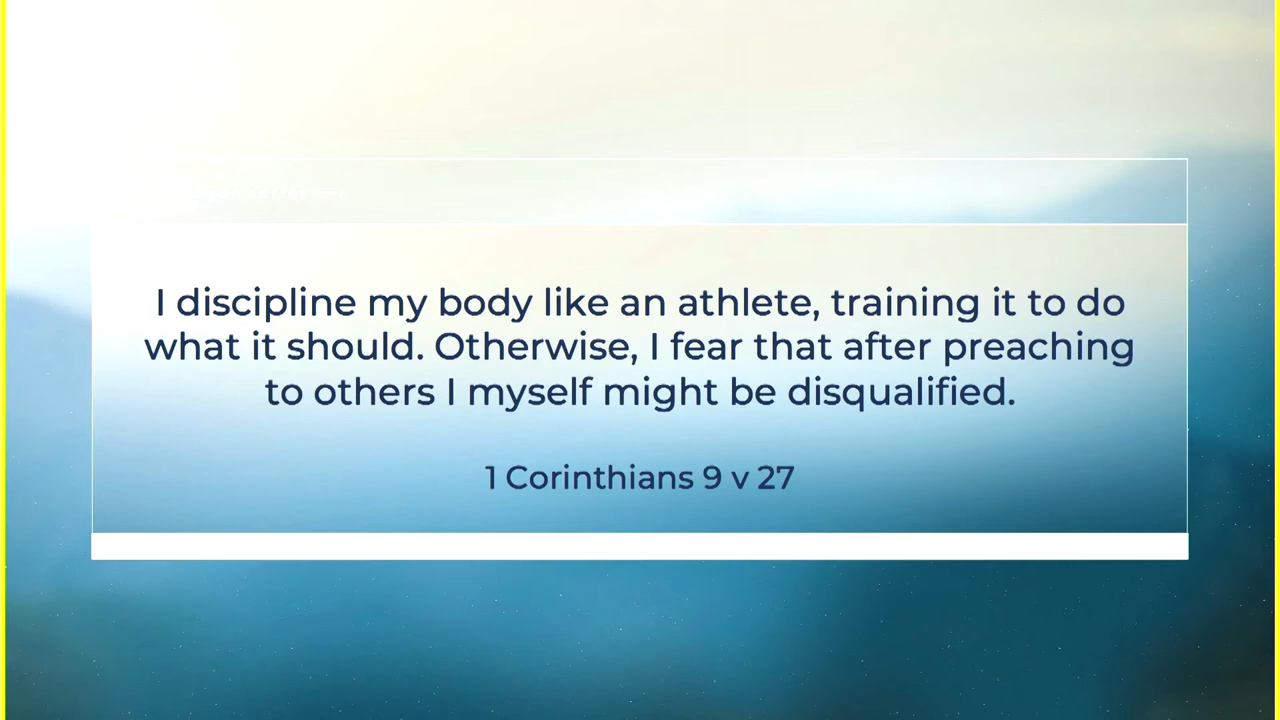 I discipline my body like an athlete, training it to do
what it should. Otherwise, I fear that after preaching
to others I myself might be disqualified.
1 Corinthians 9 v 27